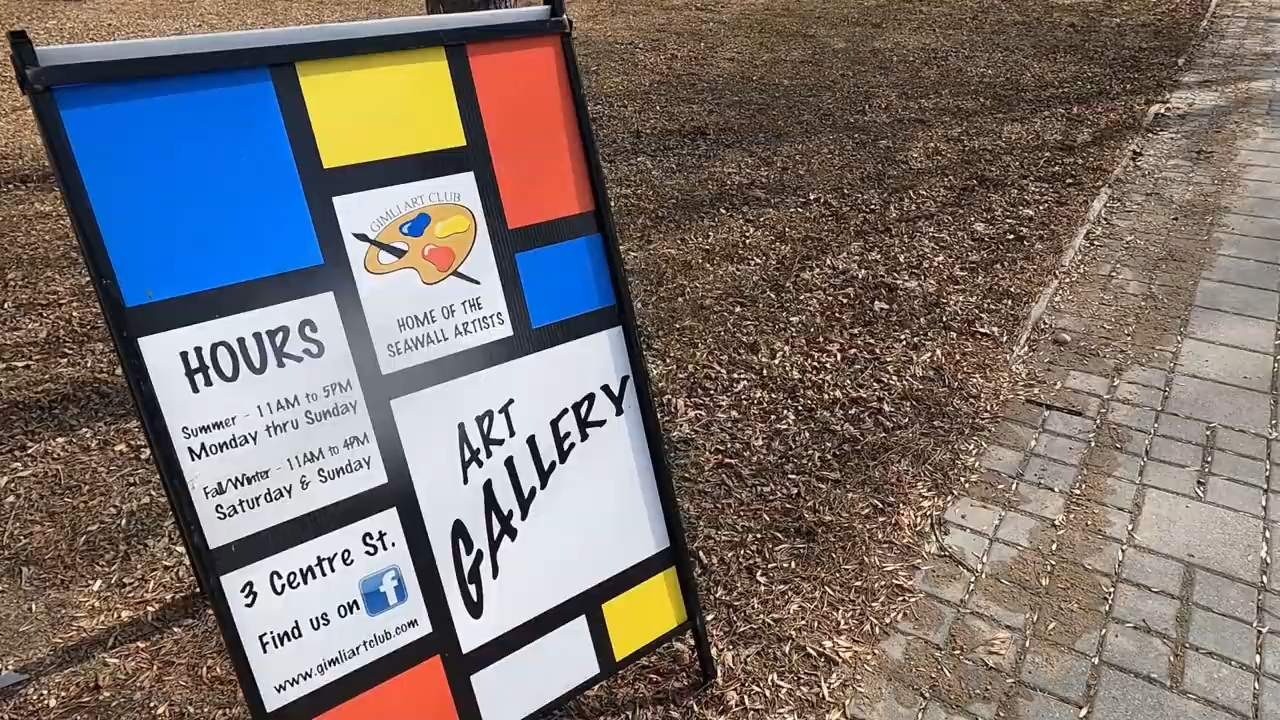 GIMLI ART CLUB
HOME OF THE
SEAWALL ARTISTS
HOURS
Summer - 11AM to 5PM
Monday thru Sunday
Fall/Winter - 11AM to 4PM
Saturday & Sunday
ART
GALLERY
3 Centre St.
Find us on f
www.gimliartclub.com